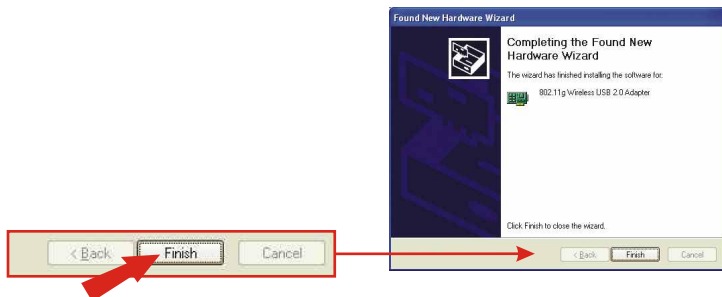 Found New Hardware Wizard
Completing the Found New
Hardware Wizard
The wizard has finished installing the software for:
802.11g Wireless USB 2.0 Adapter
Click Finish to close the wizard.
< Back Finish Cancel
< Back Finish Cancel